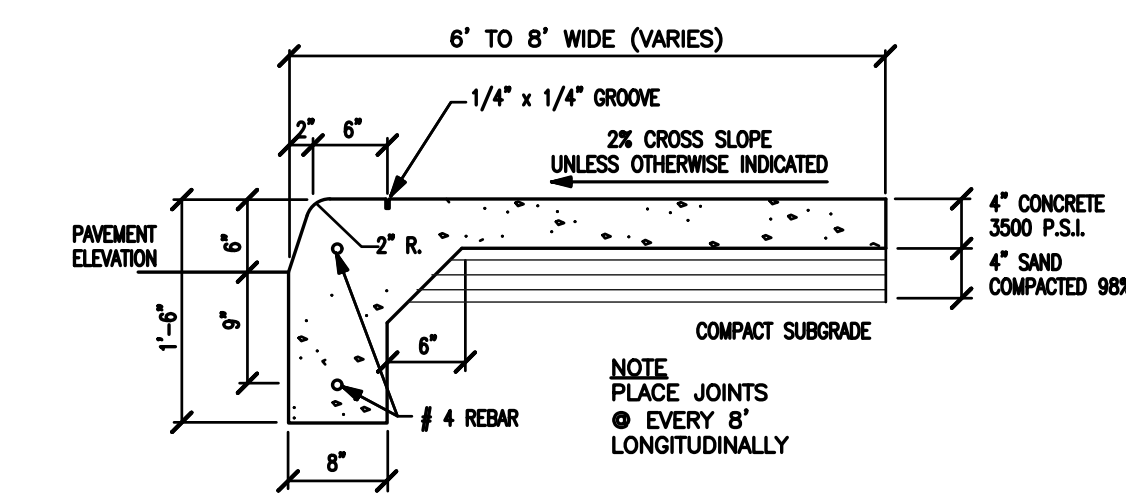 6' TO 8' WIDE (VARIES)
1/4" x 1/4" GROOVE
2"
6"
2% CROSS SLOPE
UNLESS OTHERWISE INDICATED
4" CONCRETE
3500 P.S.I.
PAVEMENT
ELEVATION
6"
2" R.
4" SAND
COMPACTED 98%
1'-6"
9"
COMPACT SUBGRADE
6"
NOTE
PLACE JOINTS
@ EVERY 8'
LONGITUDINALLY
# 4 REBAR
8"